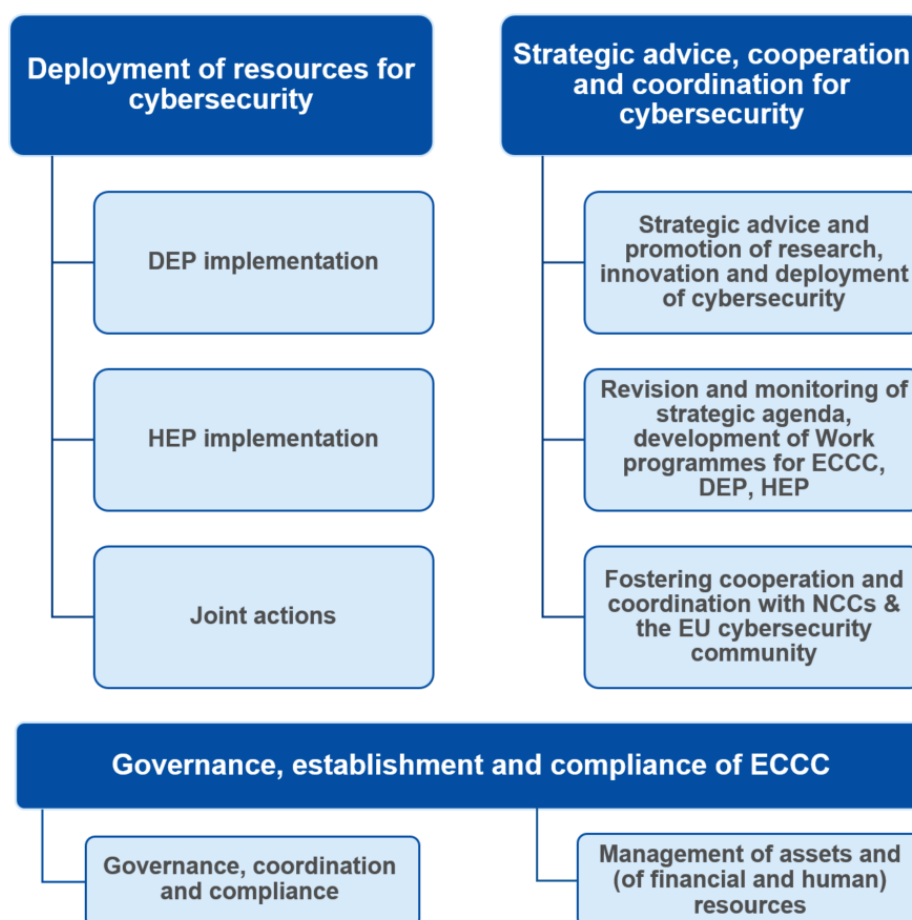 Deployment of resources for
cybersecurity
DEP implementation
HEP implementation
Joint actions
Strategic advice, cooperation
and coordination for
cybersecurity
Strategic advice and
promotion of research,
innovation and deployment
of cybersecurity
Revision and monitoring of
strategic agenda,
development of Work
programmes for ECCC,
DEP, HEP
Fostering cooperation and
coordination with NCCs &
the EU cybersecurity
community
Governance, establishment and compliance of ECCC
Governance, coordination
and compliance
Management of assets and
(of financial and human)
resources